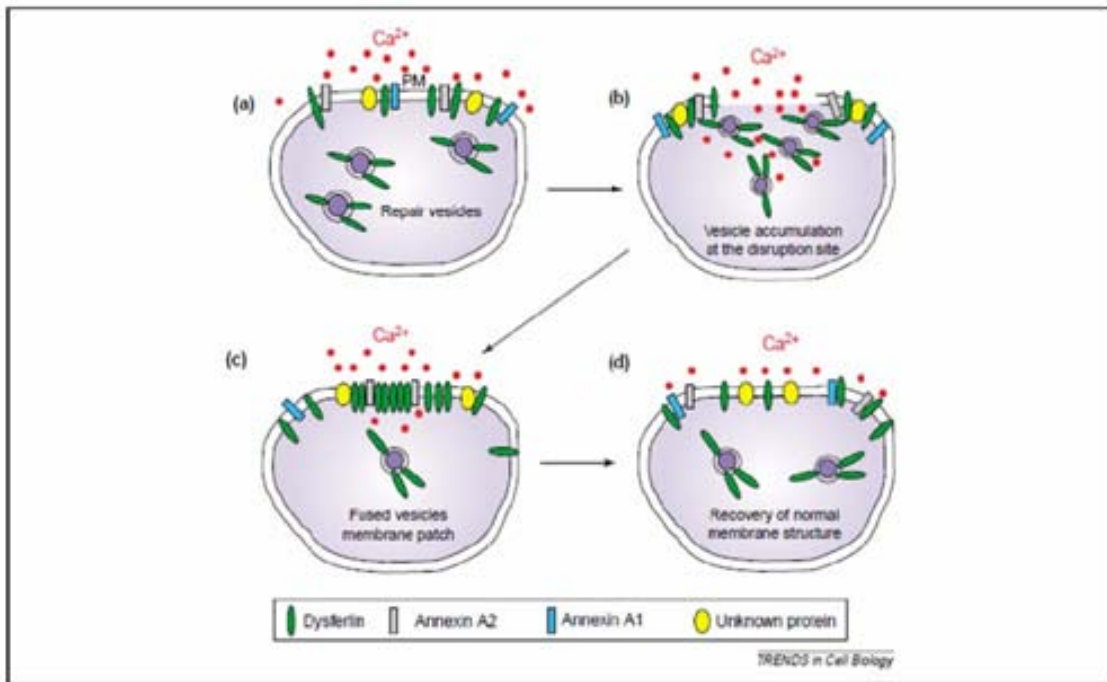 Ca²⁺
PM
(a)
Repair vesicles
Ca²⁺
(b)
Vesicle accumulation
at the disruption site
Ca²⁺
(c)
Fused vesicles
membrane patch
Ca²⁺
(d)
Recovery of normal
membrane structure
Dysferlin
Annexin A2
Annexin A1
Unknown protein
TRENDS in Cell Biology